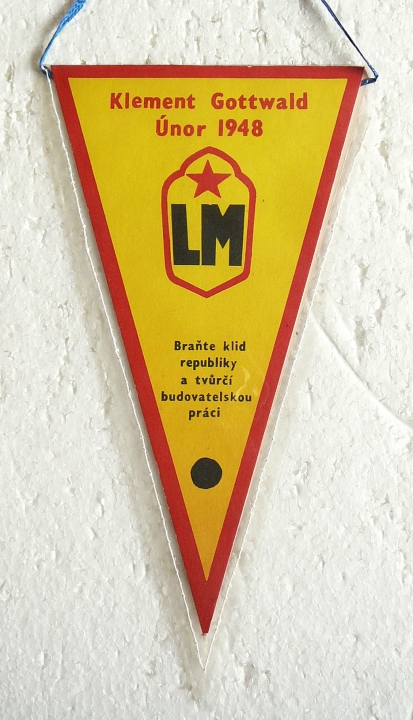 Klement Gottwald
Únor 1948
LM
Braňte klid
republiky
a tvůrčí
budovatelskou
práci